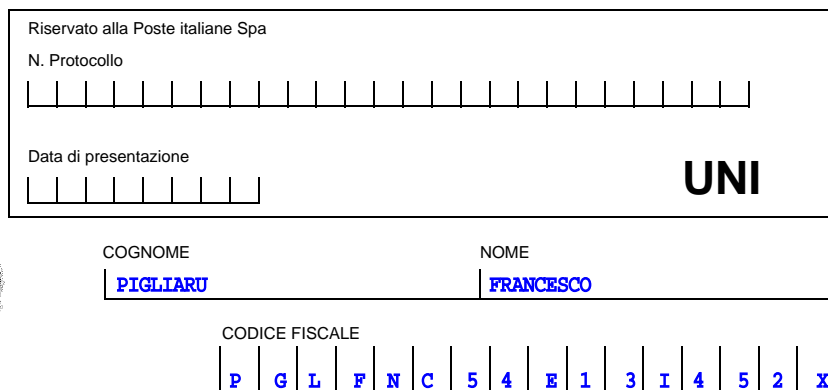 Riservato alla Poste italiane Spa
N. Protocollo
Data di presentazione
UNI
COGNOME NOME
PIGLIARU FRANCESCO
CODICE FISCALE
P G L F N C 5 4 E 1 3 I 4 5 2 X